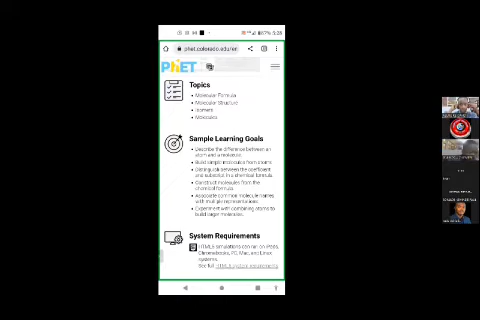 67% 5:28
phet.colorado.edu/en
PhET
Topics
• Molecular Formula
• Molecular Structure
• Isomers
• Molecules
Sample Learning Goals
• Describe the difference between an
atom and a molecule.
• Build simple molecules from atoms
• Distinguish between the coefficient
and subscript in a chemical formula.
• Construct molecules from the
chemical formula.
• Associate common molecule names
with multiple representations.
• Experiment with combining atoms to
build larger molecules.
System Requirements
HTML5 simulations can run on iPads,
Chromebooks, PC, Mac, and Linux
systems.
See full HTML5 system requirements